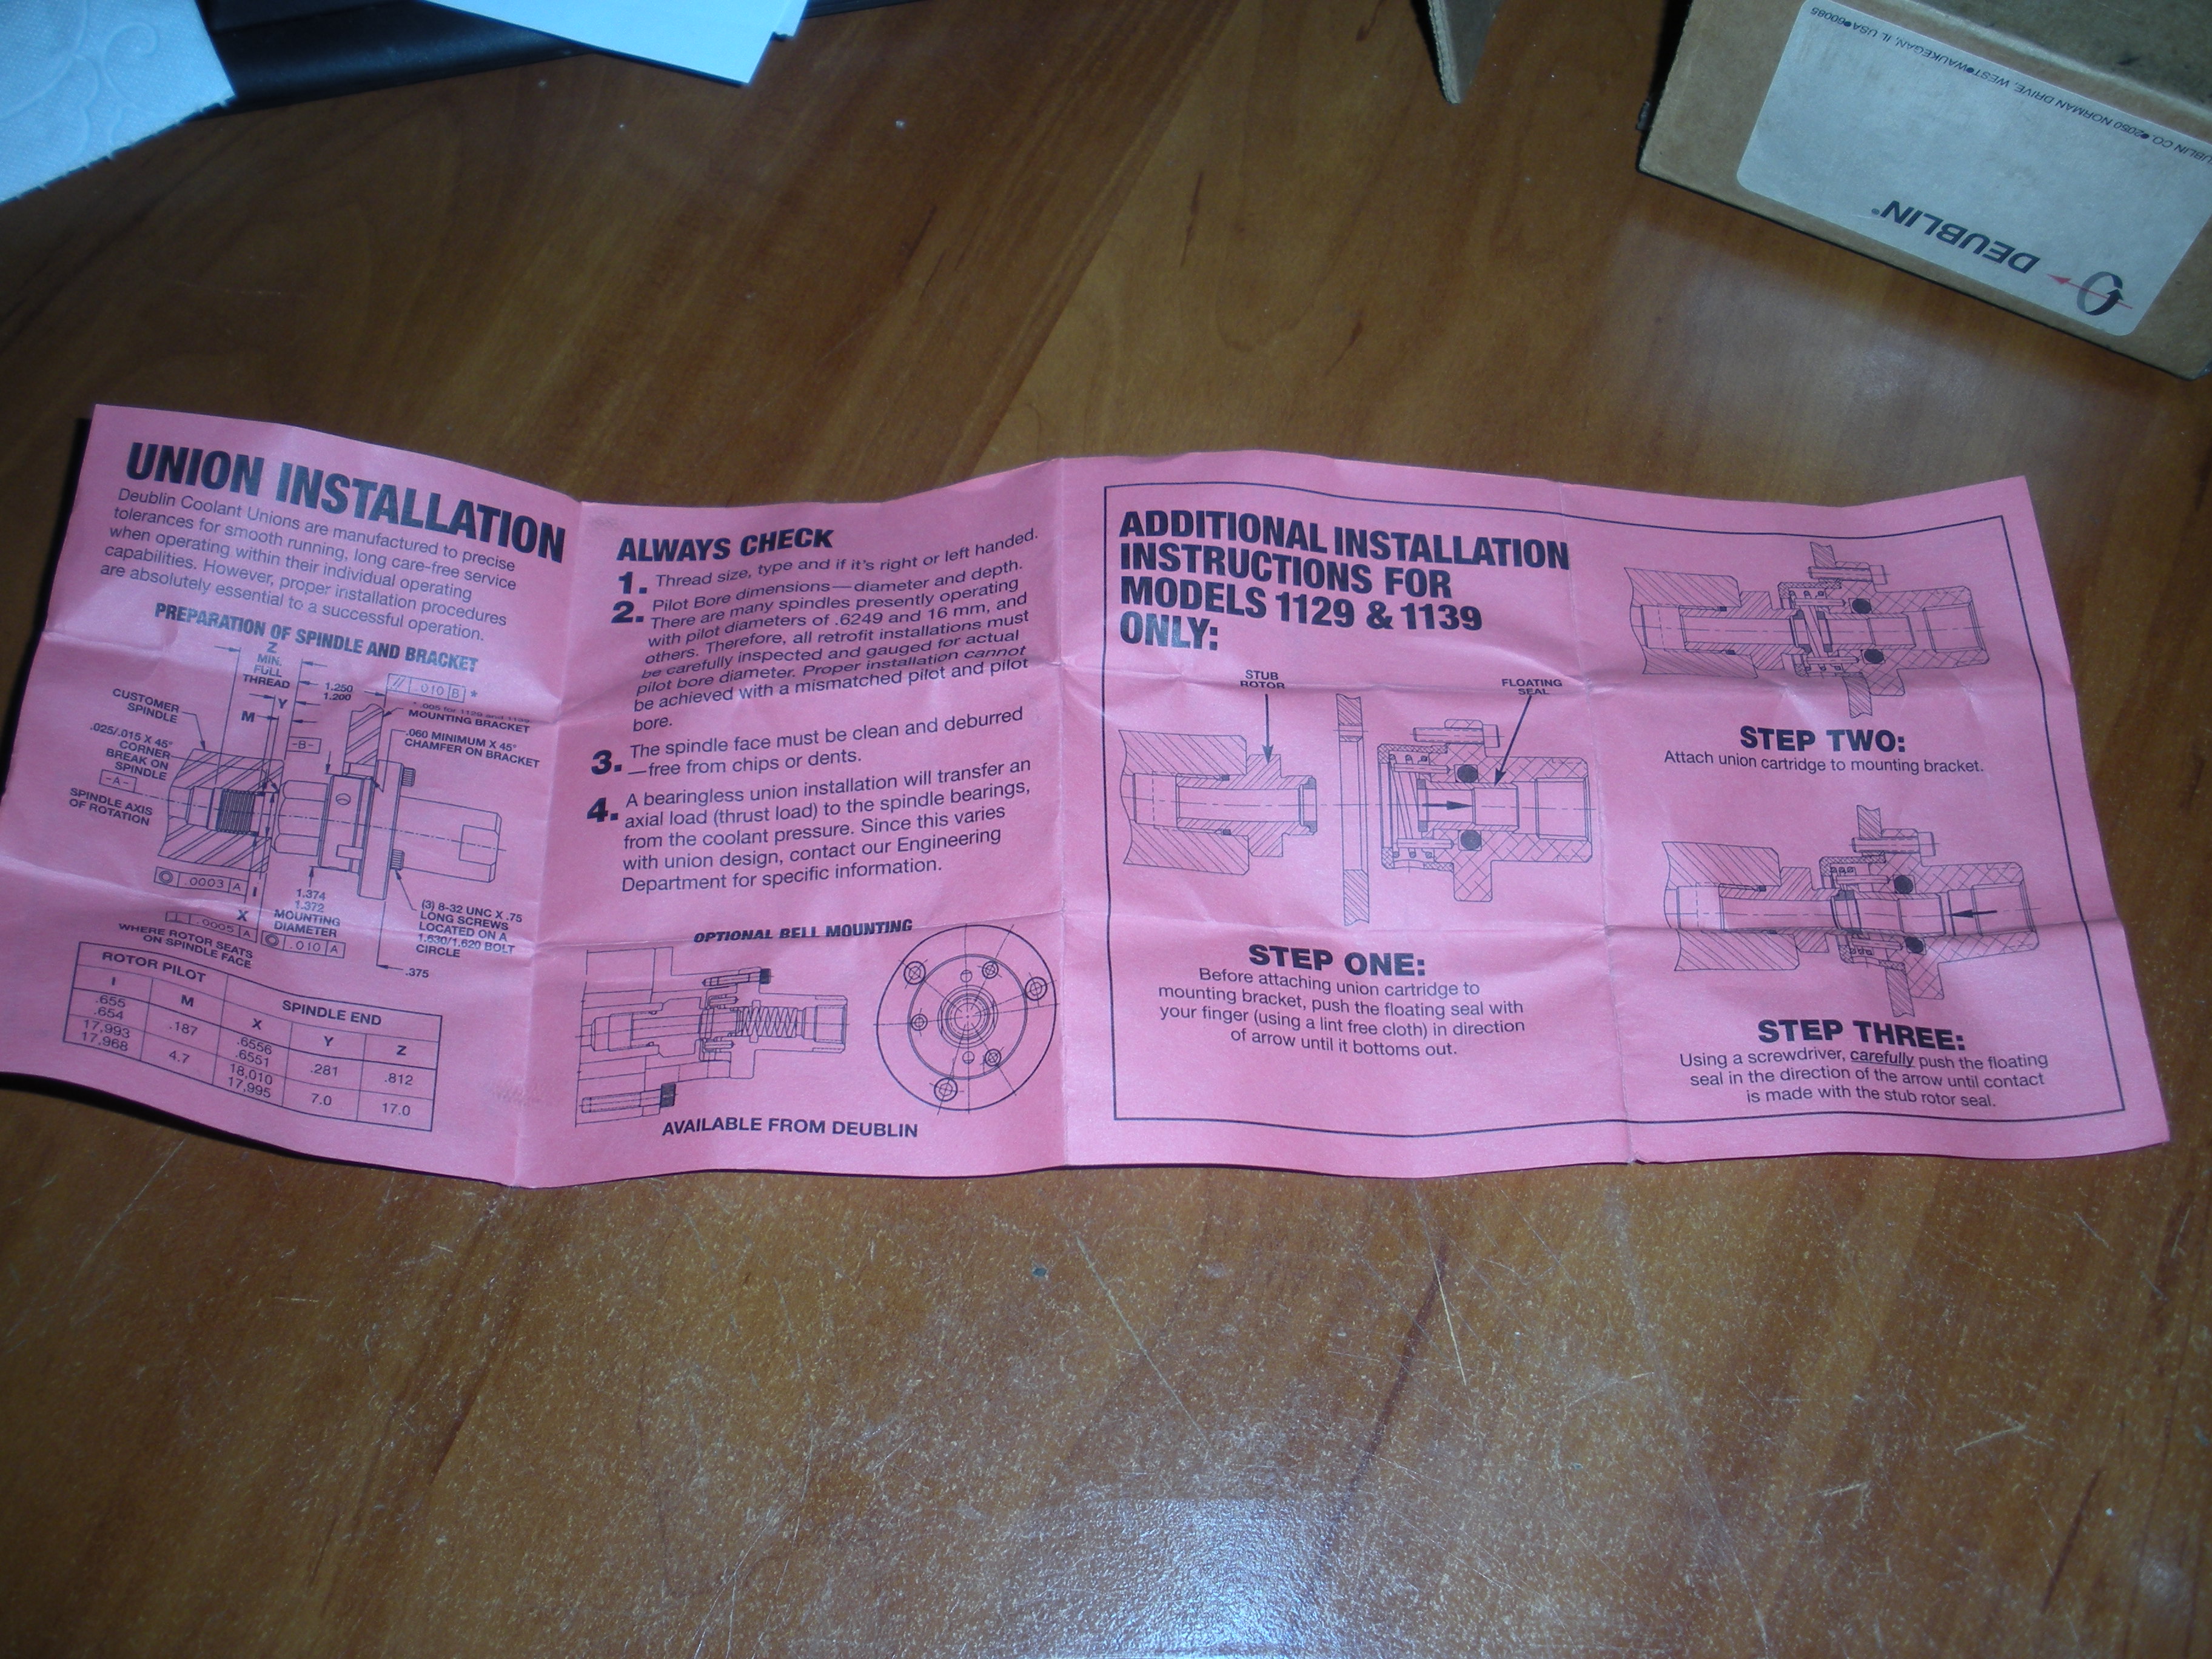 DEUBLIN CO.●2050 NORMAN DRIVE, WEST●WAUKEGAN, IL USA●60085
DEUBLIN®
UNION INSTALLATION
Deublin Coolant Unions are manufactured to precise
tolerances for smooth running, long care-free service
when operating within their individual operating
capabilities. However, proper installation procedures
are absolutely essential to a successful operation.
PREPARATION OF SPINDLE AND BRACKET
Z
MIN.
FULL
THREAD
1.250
1.200
// .010 B *
* .005 for 1129 and 1139
MOUNTING BRACKET
Y
M
CUSTOMER
SPINDLE
-B-
.060 MINIMUM X 45°
CHAMFER ON BRACKET
.025/.015 X 45°
CORNER
BREAK ON
SPINDLE
-A-
SPINDLE AXIS
OF ROTATION
◎ .0003 A
I
X
⊥ .0005 A
WHERE ROTOR SEATS
ON SPINDLE FACE
1.374
1.372
MOUNTING
DIAMETER
◎ .010 A
(3) 8-32 UNC X .75
LONG SCREWS
LOCATED ON A
1.630/1.620 BOLT
CIRCLE
.375
ROTOR PILOT SPINDLE END
I M X Y Z
.655
.654 .187 .6556
.6551 .281 .812
17,993
17,968 4.7 18,010
17,995 7.0 17.0
ALWAYS CHECK
1. Thread size, type and if it's right or left handed.
2. Pilot Bore dimensions—diameter and depth.
There are many spindles presently operating
with pilot diameters of .6249 and 16 mm, and
others. Therefore, all retrofit installations must
be carefully inspected and gauged for actual
pilot bore diameter. Proper installation cannot
be achieved with a mismatched pilot and pilot
bore.
3. The spindle face must be clean and deburred
—free from chips or dents.
4. A bearingless union installation will transfer an
axial load (thrust load) to the spindle bearings,
from the coolant pressure. Since this varies
with union design, contact our Engineering
Department for specific information.
OPTIONAL BELL MOUNTING
AVAILABLE FROM DEUBLIN
ADDITIONAL INSTALLATION
INSTRUCTIONS FOR
MODELS 1129 & 1139
ONLY:
STUB
ROTOR
FLOATING
SEAL
STEP ONE:
Before attaching union cartridge to
mounting bracket, push the floating seal with
your finger (using a lint free cloth) in direction
of arrow until it bottoms out.
STEP TWO:
Attach union cartridge to mounting bracket.
STEP THREE:
Using a screwdriver, carefully push the floating
seal in the direction of the arrow until contact
is made with the stub rotor seal.